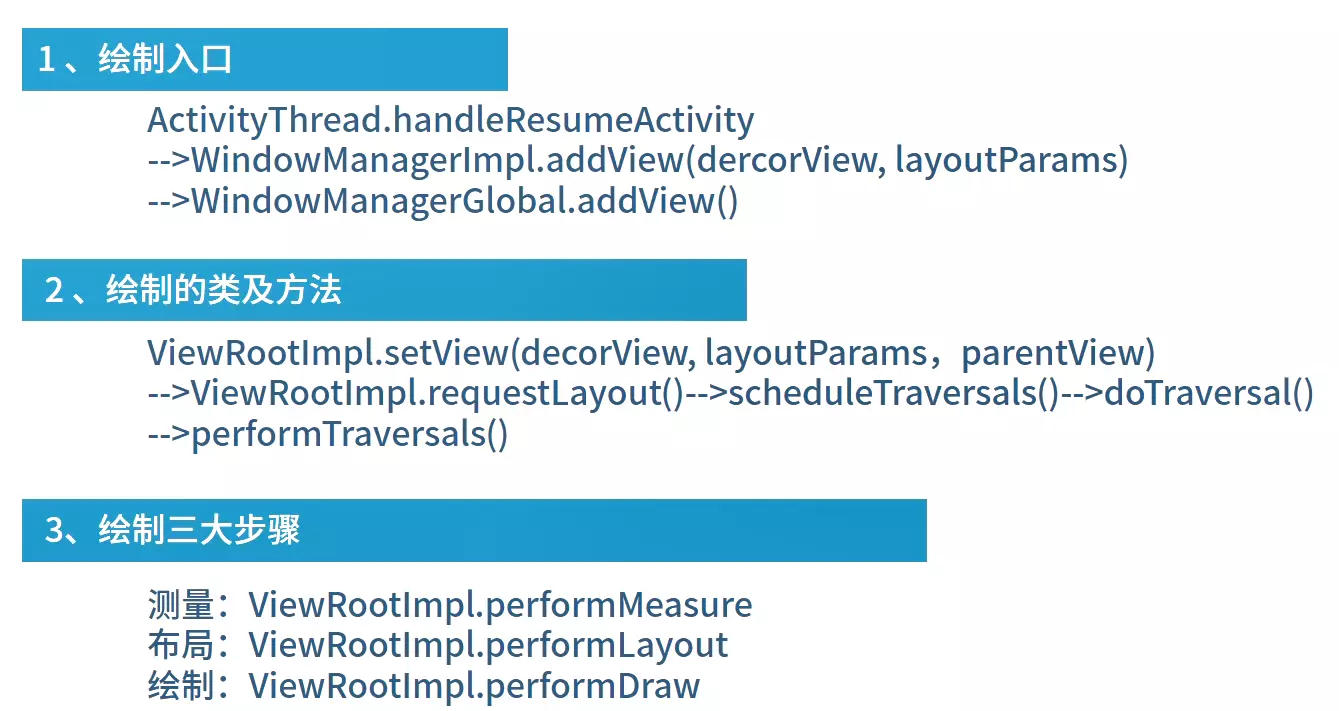 1 、绘制入口
ActivityThread.handleResumeActivity
-->WindowManagerImpl.addView(dercorView, layoutParams)
-->WindowManagerGlobal.addView()
2 、绘制的类及方法
ViewRootImpl.setView(decorView, layoutParams，parentView)
-->ViewRootImpl.requestLayout()-->scheduleTraversals()-->doTraversal()
-->performTraversals()
3、绘制三大步骤
测量：ViewRootImpl.performMeasure
布局：ViewRootImpl.performLayout
绘制：ViewRootImpl.performDraw